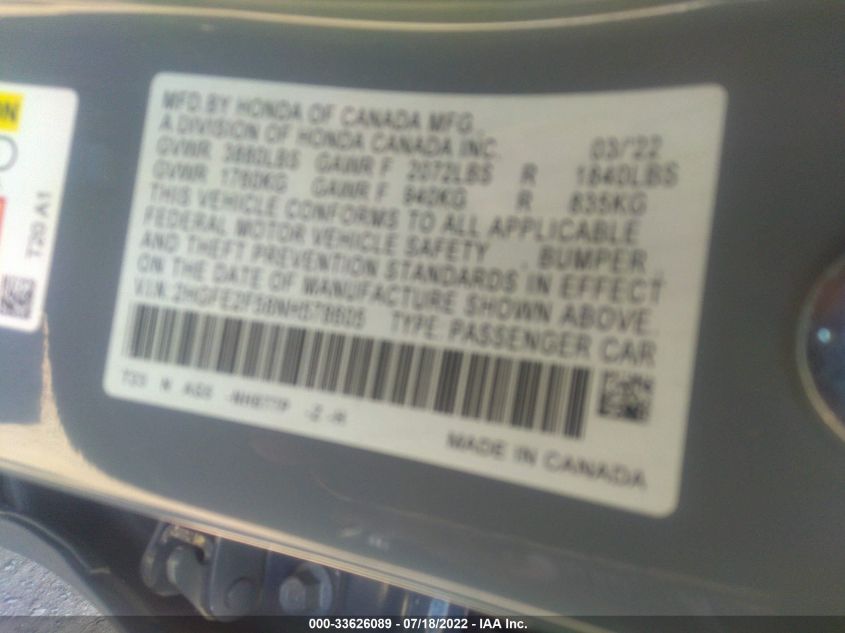 MFD. BY HONDA OF CANADA MFG.,
A DIVISION OF HONDA CANADA INC. 03/'22
GVWR 3880LBS GAWR F 2072LBS R 1840LBS
GVWR 1760KG GAWR F 940KG R 835KG
THIS VEHICLE CONFORMS TO ALL APPLICABLE
FEDERAL MOTOR VEHICLE SAFETY, BUMPER,
AND THEFT PREVENTION STANDARDS IN EFFECT
ON THE DATE OF MANUFACTURE SHOWN ABOVE.
V.I.N: TYPE: PASSENGER CAR
T20 A1
MADE IN CANADA
000-33626089 - 07/18/2022 - IAA Inc.